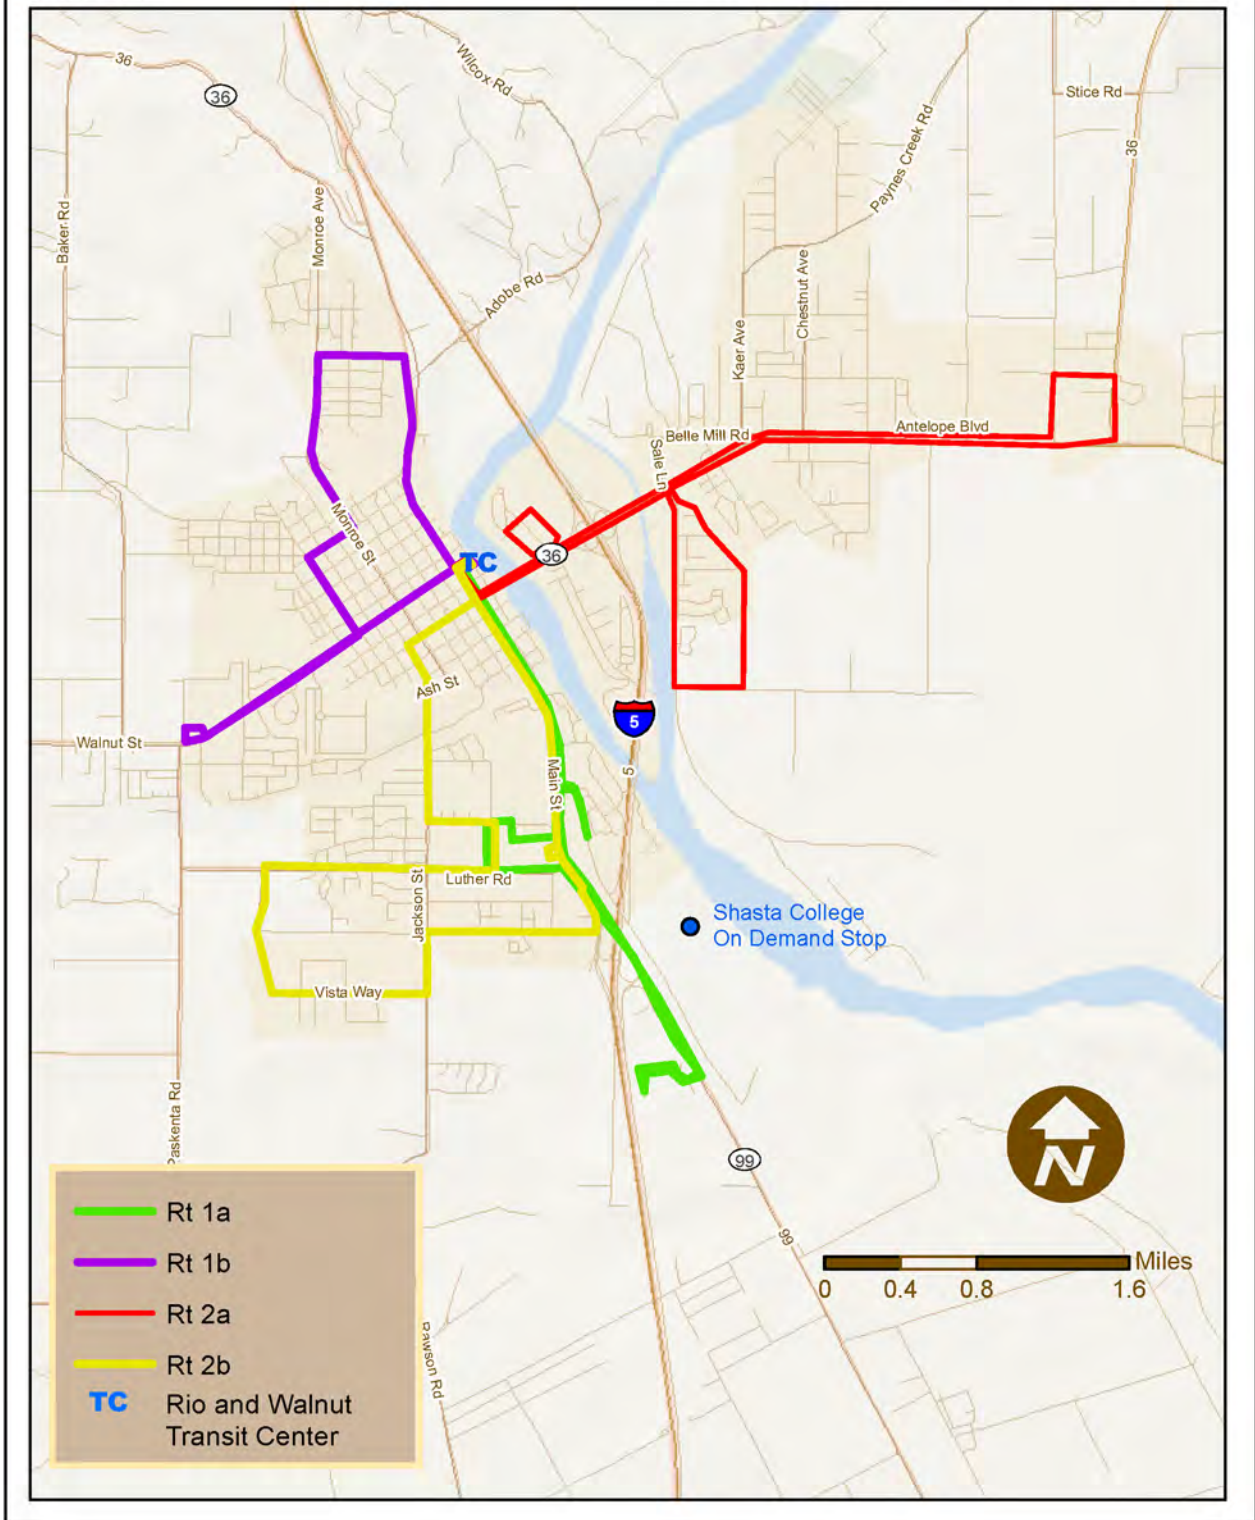 36
36
Wilcox Rd
Stice Rd
Paynes Creek Rd
36
Baker Rd
Monroe Ave
Adobe Rd
Chestnut Ave
Kaer Ave
Belle Mill Rd
Antelope Blvd
Sale Ln
Monroe St
TC
36
Ash St
5
Walnut St
Main St
5
Luther Rd
Jackson St
Shasta College
On Demand Stop
Vista Way
Paskenta Rd
N
99
99
Rt 1a
Rt 1b
Rt 2a
Rt 2b
TC Rio and Walnut
Transit Center
Rawson Rd
Miles
0 0.4 0.8 1.6